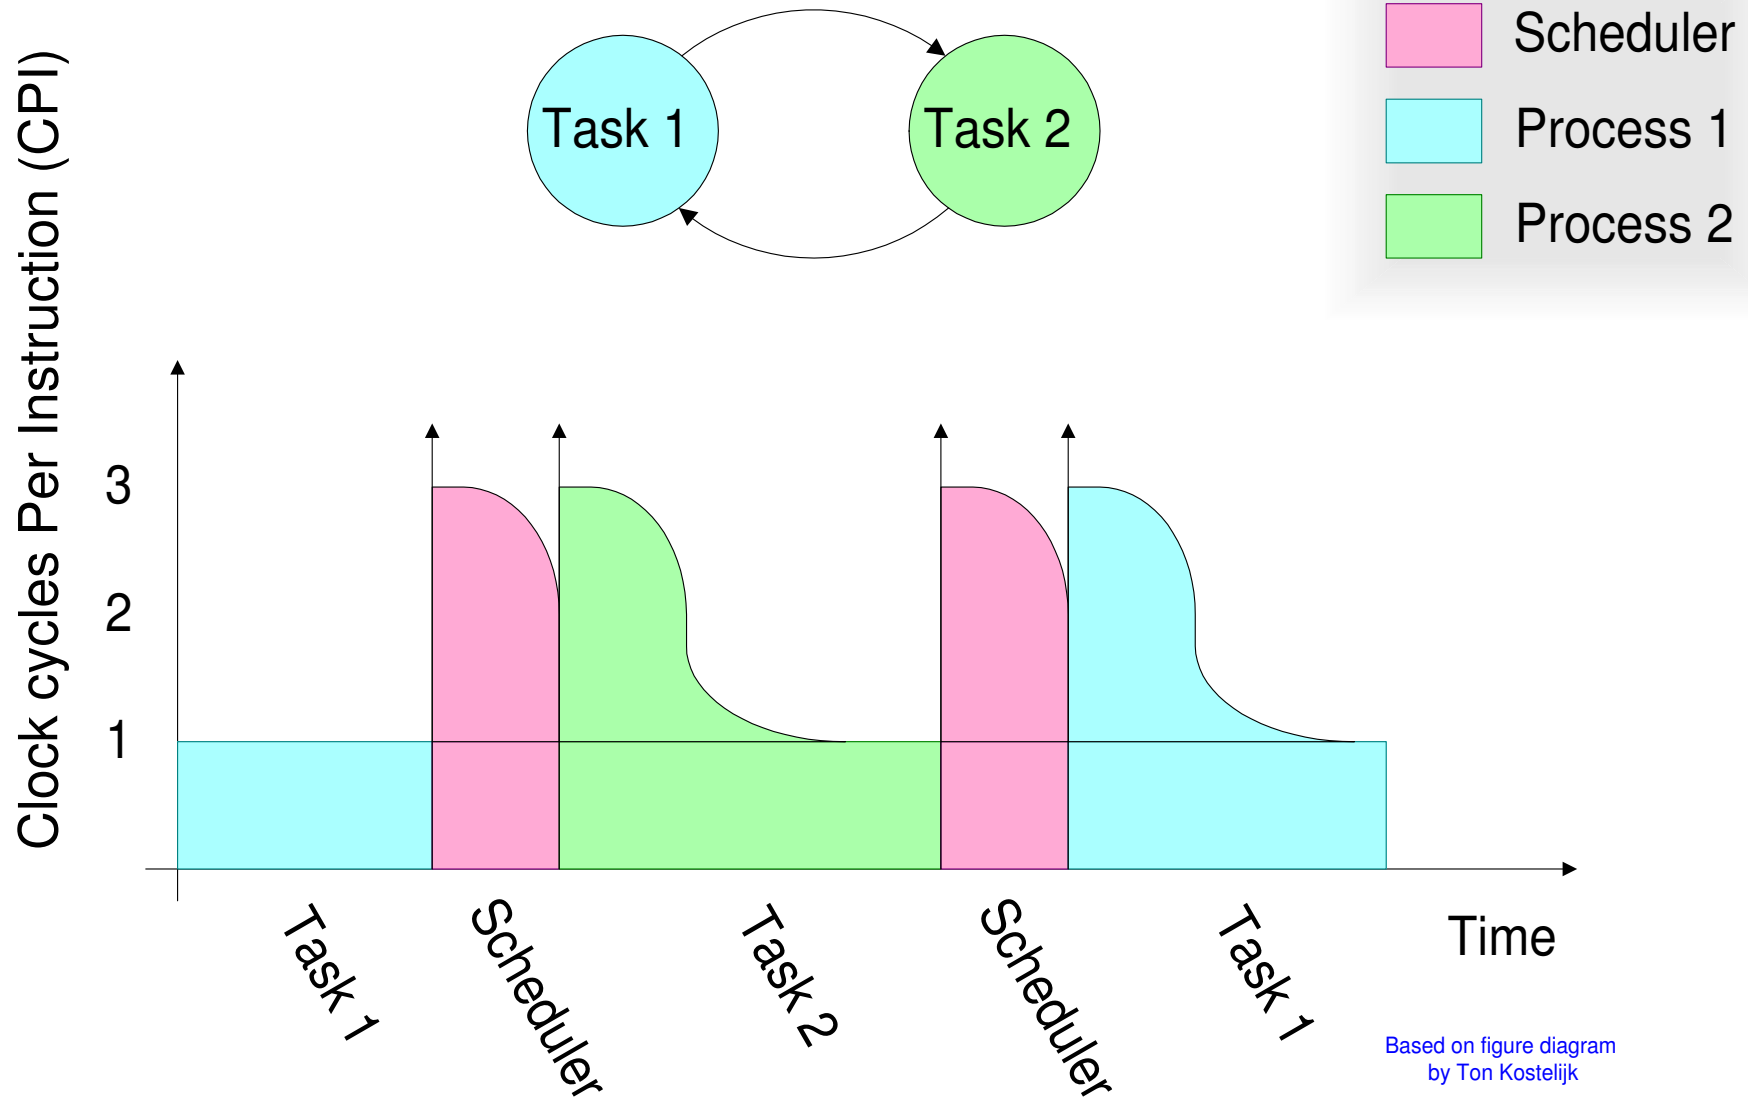 Clock cycles Per Instruction (CPI)
Task 1
Task 2
Scheduler
Process 1
Process 2
3
2
1
Task 1
Scheduler
Task 2
Scheduler
Task 1
Time
Based on figure diagram
by Ton Kostelijk